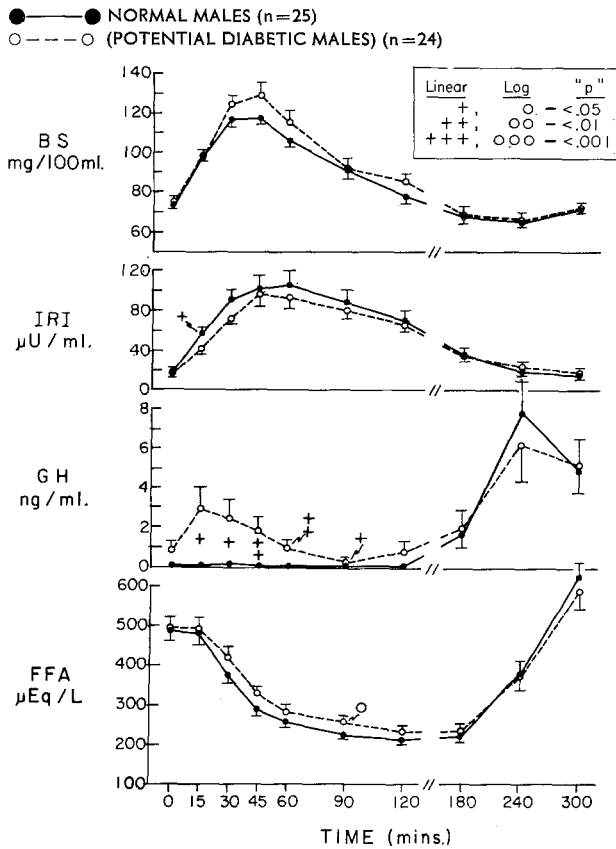 NORMAL MALES (n=25)
(POTENTIAL DIABETIC MALES) (n=24)
Linear Log "p"
+, O - <.05
++, OO - <.01
+++, OOO - <.001
BS
mg/100ml.
140
120
100
80
60
IRI
µU/ml.
120
80
40
0
+
GH
ng/ml.
8
6
4
2
0
+
+
+
+
+
+
+
FFA
µEq/L
600
500
400
300
200
100
O
0 15 30 45 60 90 120 // 180 240 300
TIME (mins.)